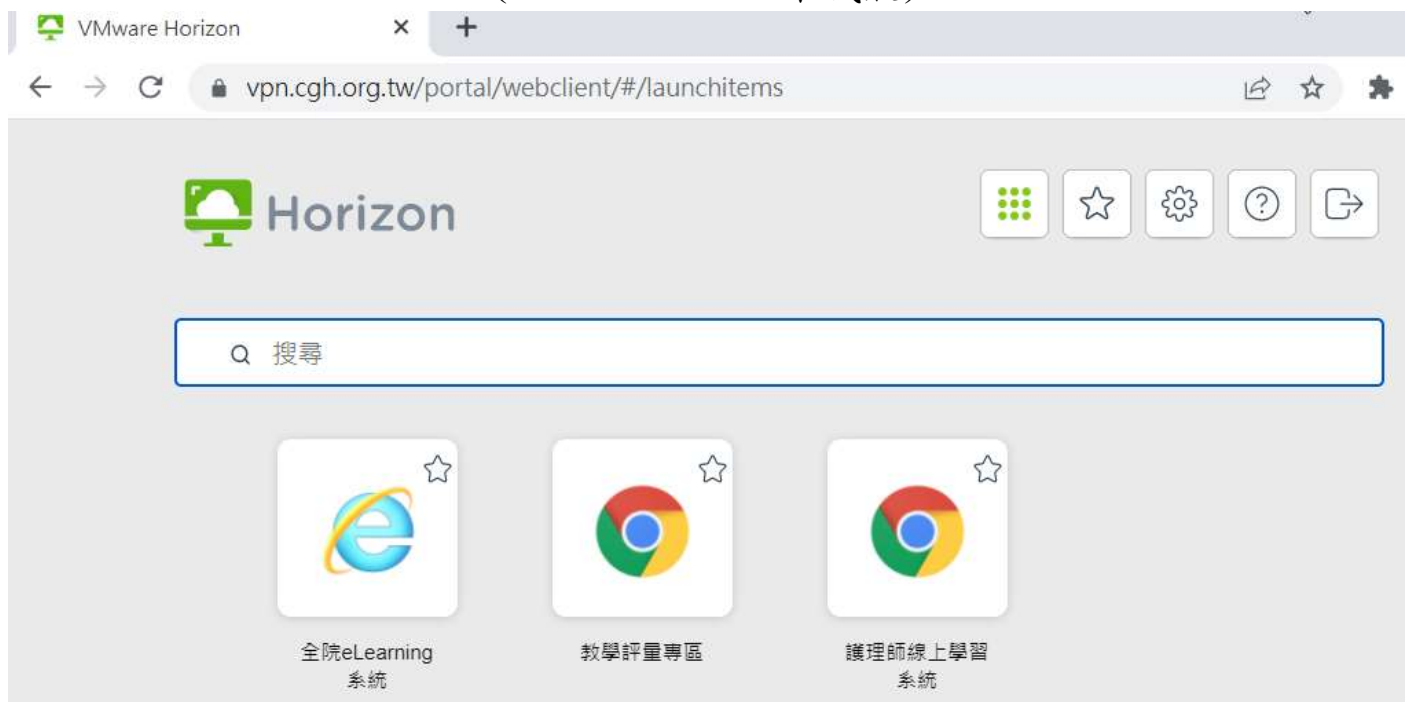 VMware Horizon
vpn.cgh.org.tw/portal/webclient/#/launchitems
Horizon
搜尋
全院eLearning
系統
教學評量專區
護理師線上學習
系統